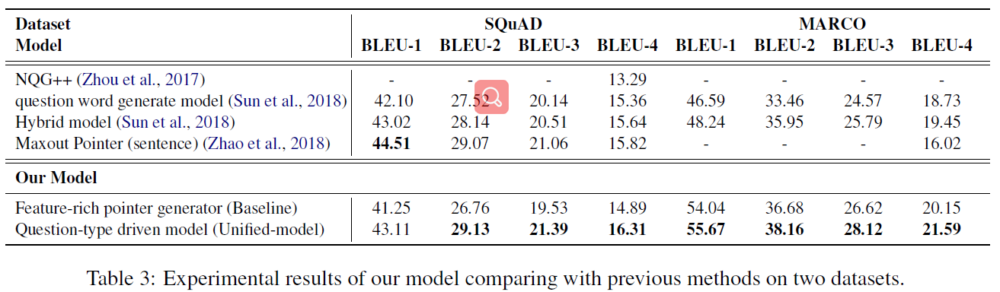 Dataset SQuAD MARCO
Model BLEU-1 BLEU-2 BLEU-3 BLEU-4 BLEU-1 BLEU-2 BLEU-3 BLEU-4
NQG++ (Zhou et al., 2017) - - - 13.29 - - - -
question word generate model (Sun et al., 2018) 42.10 27.52 20.14 15.36 46.59 33.46 24.57 18.73
Hybrid model (Sun et al., 2018) 43.02 28.14 20.51 15.64 48.24 35.95 25.79 19.45
Maxout Pointer (sentence) (Zhao et al., 2018) 44.51 29.07 21.06 15.82 - - - 16.02
Our Model
Feature-rich pointer generator (Baseline) 41.25 26.76 19.53 14.89 54.04 36.68 26.62 20.15
Question-type driven model (Unified-model) 43.11 29.13 21.39 16.31 55.67 38.16 28.12 21.59
Table 3: Experimental results of our model comparing with previous methods on two datasets.